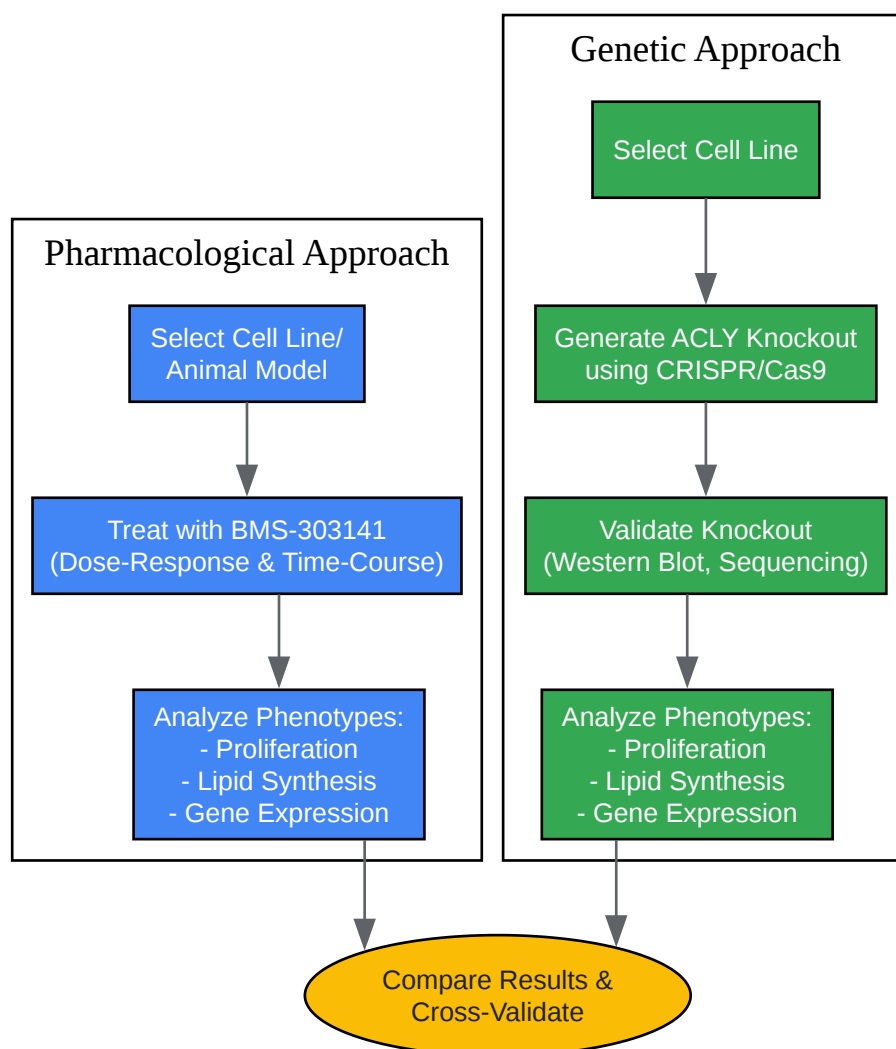 Pharmacological Approach
Select Cell Line/
Animal Model
Treat with BMS-303141
(Dose-Response & Time-Course)
Analyze Phenotypes:
- Proliferation
- Lipid Synthesis
- Gene Expression
Genetic Approach
Select Cell Line
Generate ACLY Knockout
using CRISPR/Cas9
Validate Knockout
(Western Blot, Sequencing)
Analyze Phenotypes:
- Proliferation
- Lipid Synthesis
- Gene Expression
Compare Results &
Cross-Validate